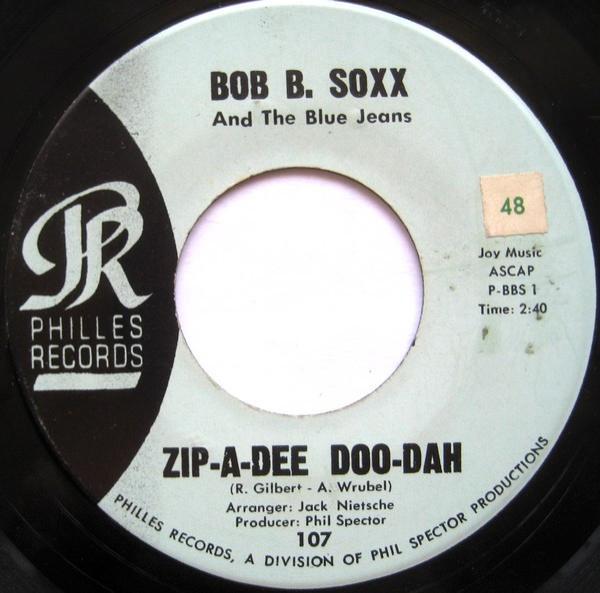 BOB B. SOXX
And The Blue Jeans
48
Joy Music
ASCAP
P-BBS 1
Time: 2:40
PR
PHILLES
RECORDS
ZIP-A-DEE DOO-DAH
(R. Gilbert - A. Wrubel)
Arranger: Jack Nietsche
Producer: Phil Spector
107
PHILLES RECORDS, A DIVISION OF PHIL SPECTOR PRODUCTIONS